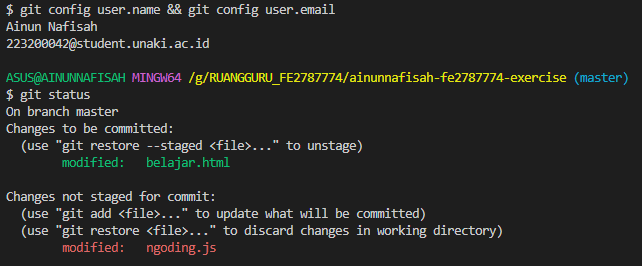 $ git config user.name && git config user.email
Ainun Nafisah
223200042@student.unaki.ac.id
ASUS@AINUNNAFISAH MINGW64 /g/RUANGGURU_FE2787774/ainunnafisah-fe2787774-exercise (master)
$ git status
On branch master
Changes to be committed:
  (use "git restore --staged <file>..." to unstage)
        modified:   belajar.html
Changes not staged for commit:
  (use "git add <file>..." to update what will be committed)
  (use "git restore <file>..." to discard changes in working directory)
        modified:   ngoding.js